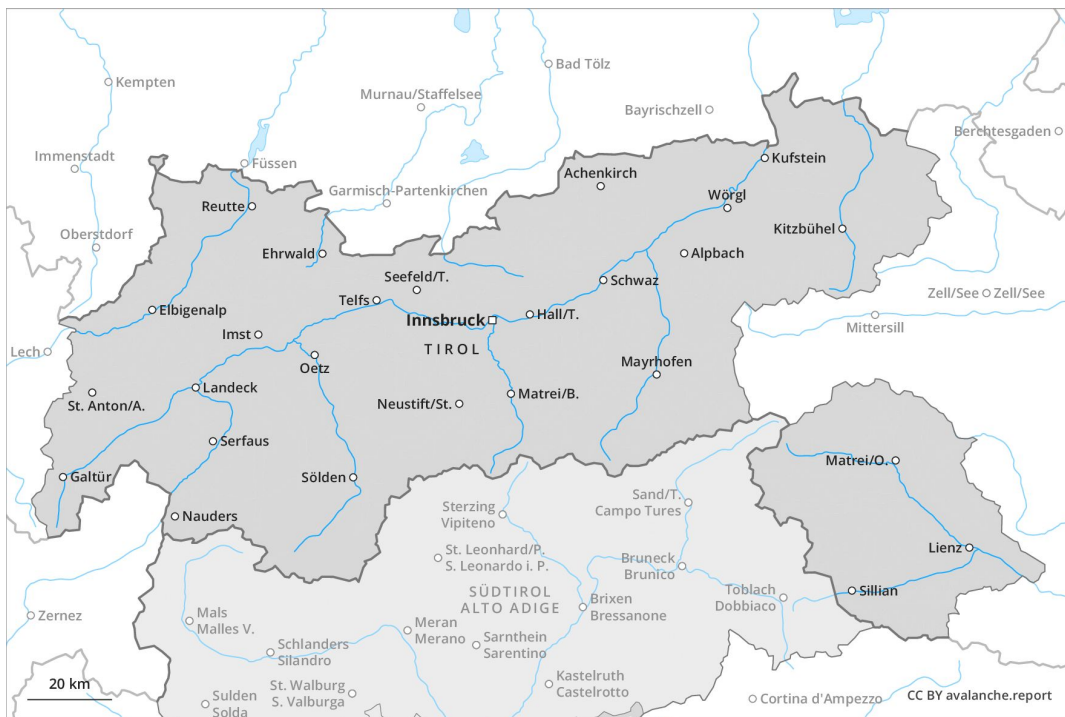 Kempten
Bad Tölz
Murnau/Staffelsee
Bayrischzell
Berchtesgaden
Immenstadt
Füssen
Kufstein
Achenkirch
Garmisch-Partenkirchen
Reutte
Wörgl
Kitzbühel
Oberstdorf
Ehrwald
Alpbach
Seefeld/T.
Schwaz
Zell/See
Zell/See
Telfs
Elbigenalp
Innsbruck
Hall/T.
Mittersill
Imst
TIROL
Lech
Oetz
Mayrhofen
Landeck
St. Anton/A.
Neustift/St.
Matrei/B.
Serfaus
Matrei/O.
Galtür
Sölden
Sand/T.
Campo Tures
Sterzing
Vipiteno
Nauders
Lienz
St. Leonhard/P.
S. Leonardo i. P.
Bruneck
Brunico
SÜDTIROL
ALTO ADIGE
Toblach
Dobbiaco
Sillian
Brixen
Bressanone
Zernez
Mals
Malles V.
Meran
Merano
Sarnthein
Sarentino
Schlanders
Silandro
Kastelruth
Castelrotto
20 km
St. Walburg
S. Valburga
Sulden
Solda
Cortina d'Ampezzo
CC BY avalanche.report